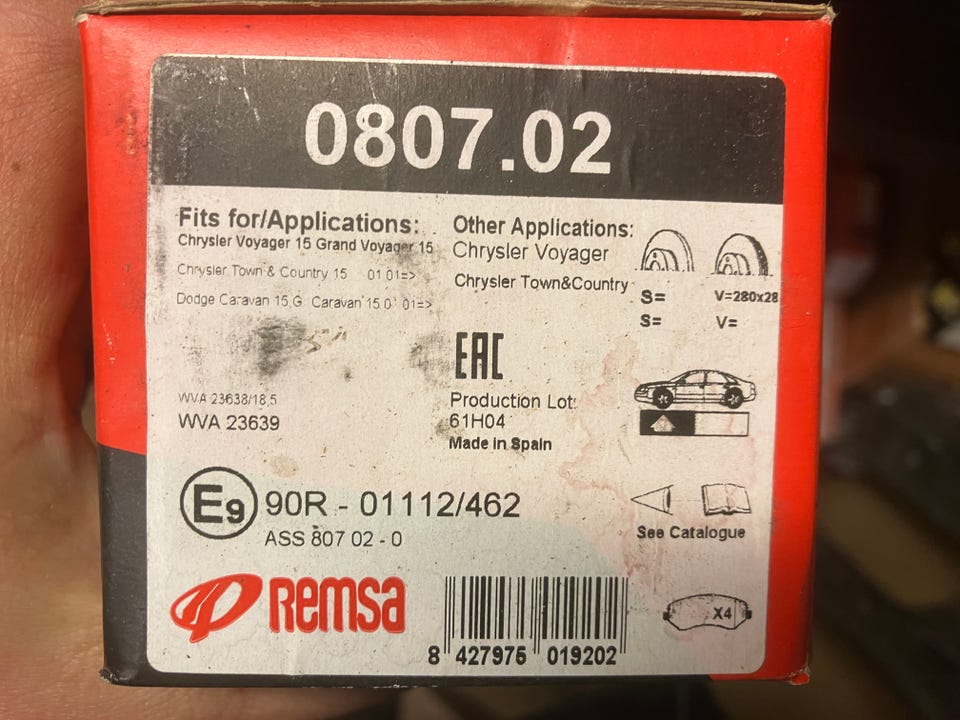 0807.02
Fits for/Applications:
Chrysler Voyager 15 Grand Voyager 15
Chrysler Town & Country 15 01 01=>
Dodge Caravan 15,G Caravan 15 0 01=>
WVA 23638/18,5
WVA 23639
Other Applications:
Chrysler Voyager
Chrysler Town&Country
S= V=280x28
S= V=
EAC
Production Lot:
61H04
Made in Spain
E9 90R - 01112/462
ASS 807 02 - 0
See Catalogue
Remsa
X4
8 427975 019202